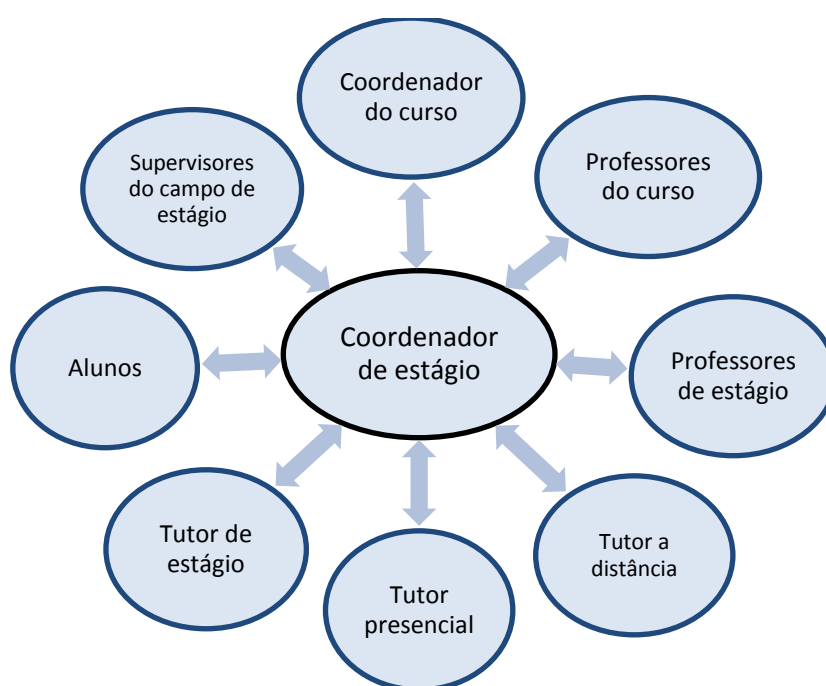 Coordenador
do curso
Supervisores
do campo de
estágio
Professores
do curso
Coordenador
de estágio
Alunos
Professores
de estágio
Tutor de
estágio
Tutor a
distância
Tutor
presencial